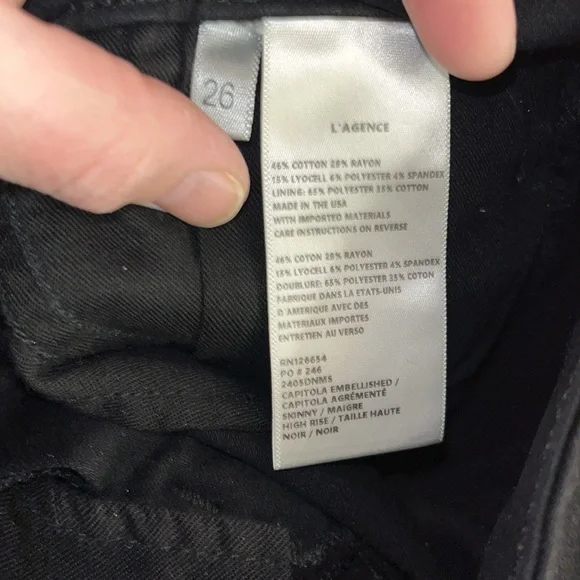 26
L'AGENCE
46% COTTON 29% RAYON
15% LYOCELL 6% POLYESTER 4% SPANDEX
LINING: 65% POLYESTER 35% COTTON
MADE IN THE USA
WITH IMPORTED MATERIALS
CARE INSTRUCTIONS ON REVERSE
46% COTON 29% RAYON
15% LYOCELL 6% POLYESTER 4% SPANDEX
DOUBLURE: 65% POLYESTER 35% COTON
FABRIQUE DANS LA ETATS-UNIS
D AMERIQUE AVEC DES
MATERIAUX IMPORTES
ENTRETIEN AU VERSO
RN126654
PO # 246
2405DNMS
CAPITOLA EMBELLISHED /
CAPITOLA AGRÉMENTÉ
SKINNY / MAIGRE
HIGH RISE / TAILLE HAUTE
NOIR / NOIR